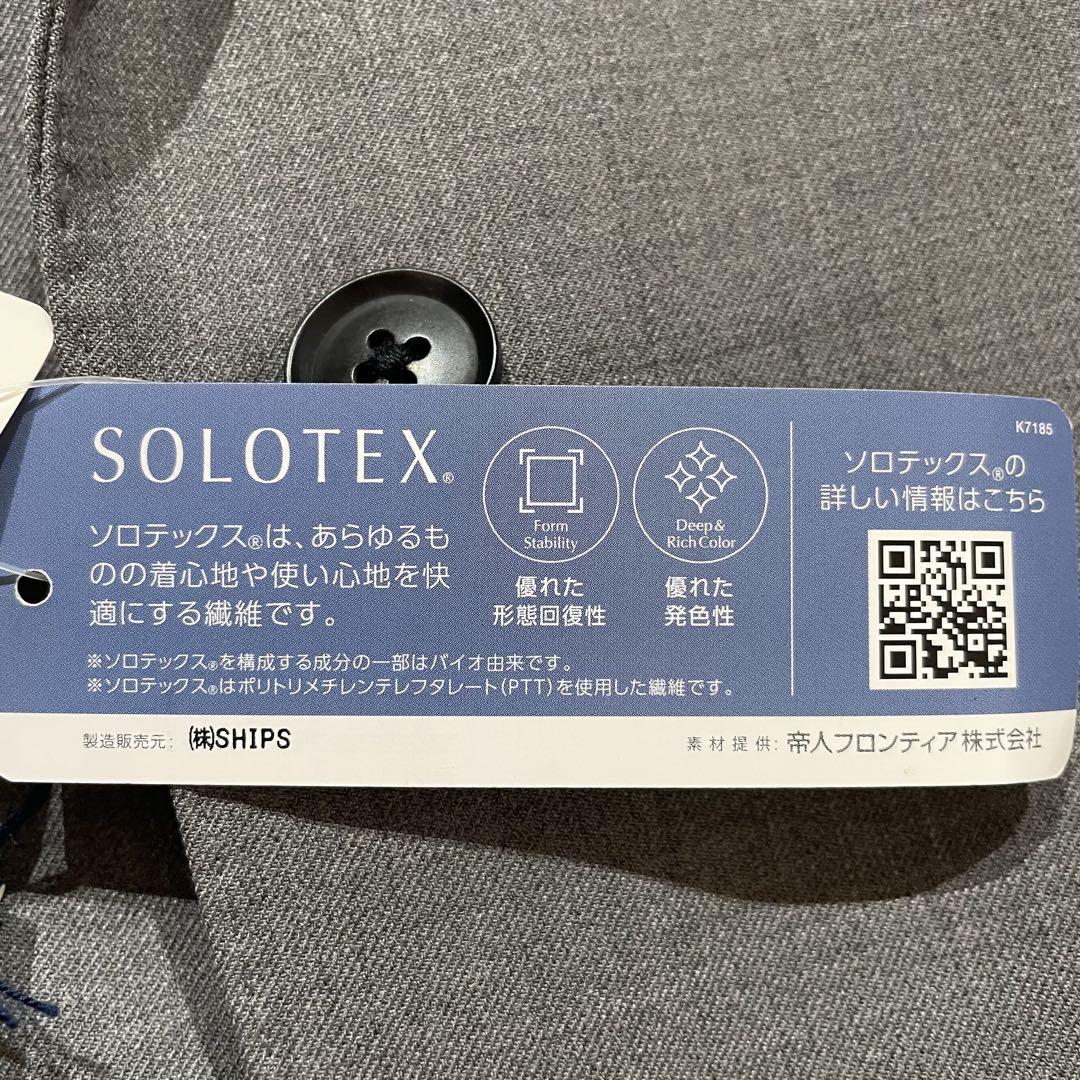 SOLOTEX®
ソロテックス®は、あらゆるも
のの着心地や使い心地を快
適にする繊維です。
※ソロテックス®を構成する成分の一部はバイオ由来です。
※ソロテックス®はポリトリメチレンテレフタレート(PTT)を使用した繊維です。
Form
Stability
優れた
形態回復性
Deep &
Rich Color
優れた
発色性
K7185
ソロテックス®の
詳しい情報はこちら
製造販売元: (株)SHIPS
素材提供: 帝人フロンティア株式会社